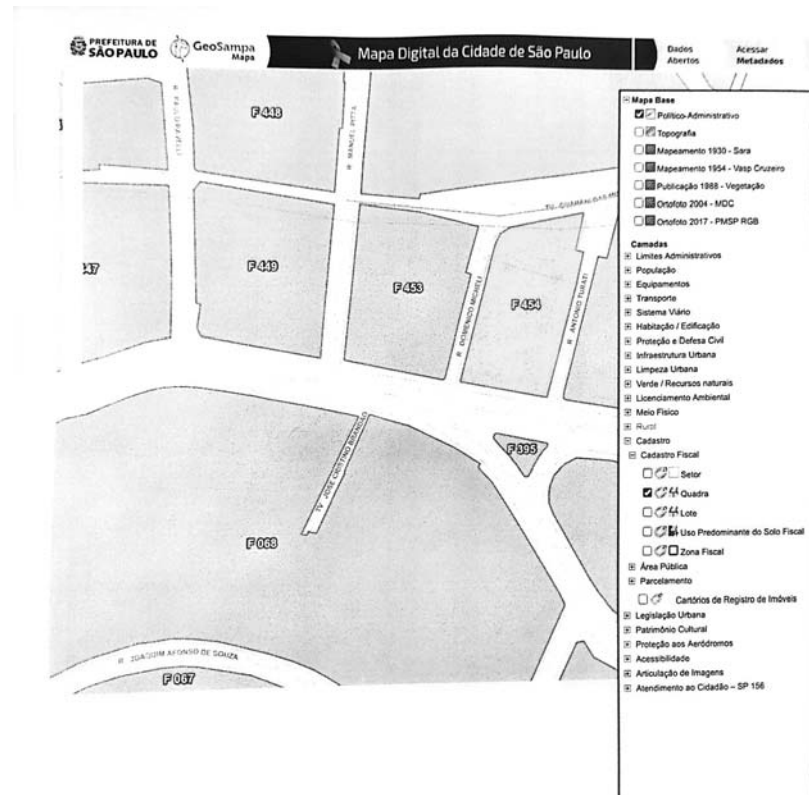 PREFEITURA DE
SÃO PAULO
GeoSampa
Mapa
Mapa Digital da Cidade de São Paulo
Dados
Abertos
Acessar
Metadados
F 448
R MANOEL PITTA
F 449
F 453
F 454
R DOMENICO MICHELI
R ANTONIO TURATI
TV JOSE CRISTINO BRANDÃO
F 395
F 068
R JOAQUIM AFONSO DE SOUZA
F 067
Mapa Base
Político-Administrativo
Topografia
Mapeamento 1930 - Sara
Mapeamento 1954 - Vasp Cruzeiro
Publicação 1988 - Vegetação
Ortofoto 2004 - MDC
Ortofoto 2017 - PMSP RGB
Camadas
Limites Administrativos
População
Equipamentos
Transporte
Sistema Viário
Habitação / Edificação
Proteção e Defesa Civil
Infraestrutura Urbana
Limpeza Urbana
Verde / Recursos naturais
Licenciamento Ambiental
Meio Físico
Rural
Cadastro
Cadastro Fiscal
Setor
Quadra
Lote
Uso Predominante do Solo Fiscal
Zona Fiscal
Área Pública
Parcelamento
Cartórios de Registro de Imóveis
Legislação Urbana
Patrimônio Cultural
Proteção aos Aeródromos
Acessibilidade
Articulação de Imagens
Atendimento ao Cidadão – SP 156